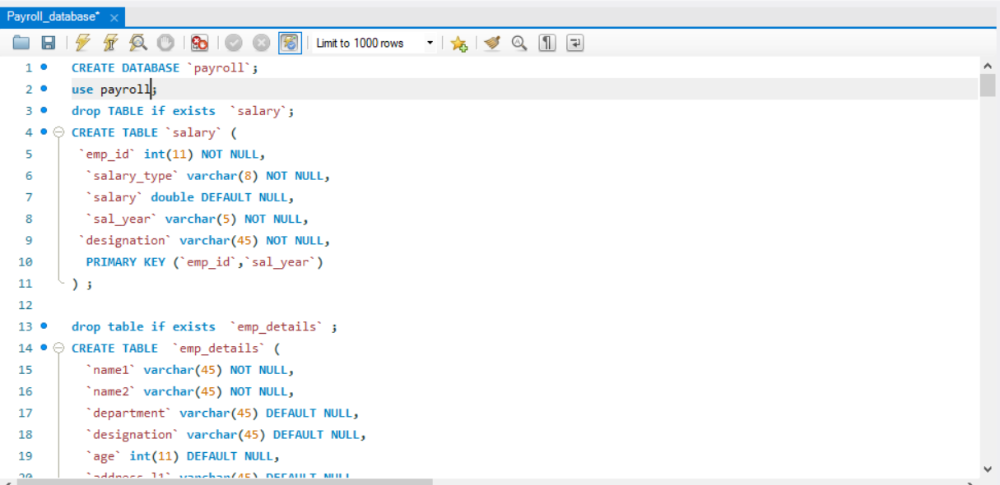 Payroll_database*
Limit to 1000 rows
1 CREATE DATABASE `payroll`;
2 use payroll;
3 drop TABLE if exists  `salary`;
4 CREATE TABLE `salary` (
5 `emp_id` int(11) NOT NULL,
6 `salary_type` varchar(8) NOT NULL,
7 `salary` double DEFAULT NULL,
8 `sal_year` varchar(5) NOT NULL,
9 `designation` varchar(45) NOT NULL,
10 PRIMARY KEY (`emp_id`,`sal_year`)
11 ) ;
12
13 drop table if exists  `emp_details` ;
14 CREATE TABLE  `emp_details` (
15 `name1` varchar(45) NOT NULL,
16 `name2` varchar(45) NOT NULL,
17 `department` varchar(45) DEFAULT NULL,
18 `designation` varchar(45) DEFAULT NULL,
19 `age` int(11) DEFAULT NULL,
20 `address_l1` varchar(45) DEFAULT NULL